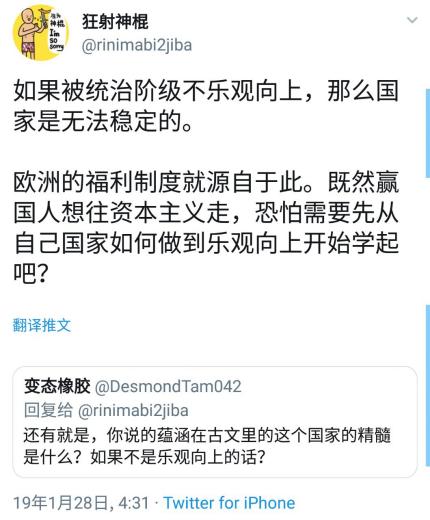 成为
神棍
I'm
so
sorry
狂射神棍
@rinimabi2jiba
如果被统治阶级不乐观向上，那么国
家是无法稳定的。
欧洲的福利制度就源自于此。既然赢
国人想往资本主义走，恐怕需要先从
自己国家如何做到乐观向上开始学起
吧？
翻译推文
变态橡胶 @DesmondTam042
回复给 @rinimabi2jiba
还有就是，你说的蕴涵在古文里的这个国家的精髓
是什么？如果不是乐观向上的话？
19年1月28日, 4:31 · Twitter for iPhone